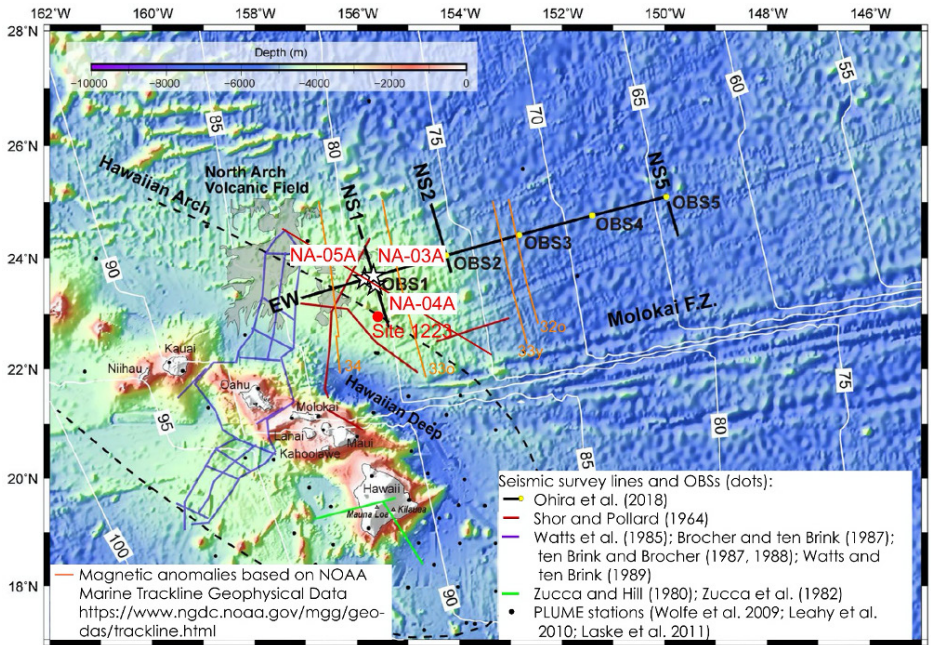 162°W 160°W 158°W 156°W 154°W 152°W 150°W 148°W 146°W
28°N
26°N
24°N
22°N
20°N
18°N
Depth (m)
−10000 −8000 −6000 −4000 −2000 0
85
80
75
70
65
60
55
Hawaiian Arch
North Arch
Volcanic Field
NS1
NS2
NS5
OBS5
OBS4
OBS3
OBS2
NA-05A
NA-03A
OBS1
EW
NA-04A
Site 1223
90
Molokai F.Z.
34
33o
33y
32o
Kauai
Niihau
Oahu
Hawaiian Deep
Molokai
Lanai
Maui
Kahoolawe
95
75
80
85
Hawaii
Mauna Loa
Kilauea
100
90
Seismic survey lines and OBSs (dots):
Ohira et al. (2018)
Shor and Pollard (1964)
Watts et al. (1985); Brocher and ten Brink (1987);
ten Brink and Brocher (1987, 1988); Watts and
ten Brink (1989)
Zucca and Hill (1980); Zucca et al. (1982)
PLUME stations (Wolfe et al. 2009; Leahy et al.
2010; Laske et al. 2011)
Magnetic anomalies based on NOAA
Marine Trackline Geophysical Data
https://www.ngdc.noaa.gov/mgg/geo-
das/trackline.html